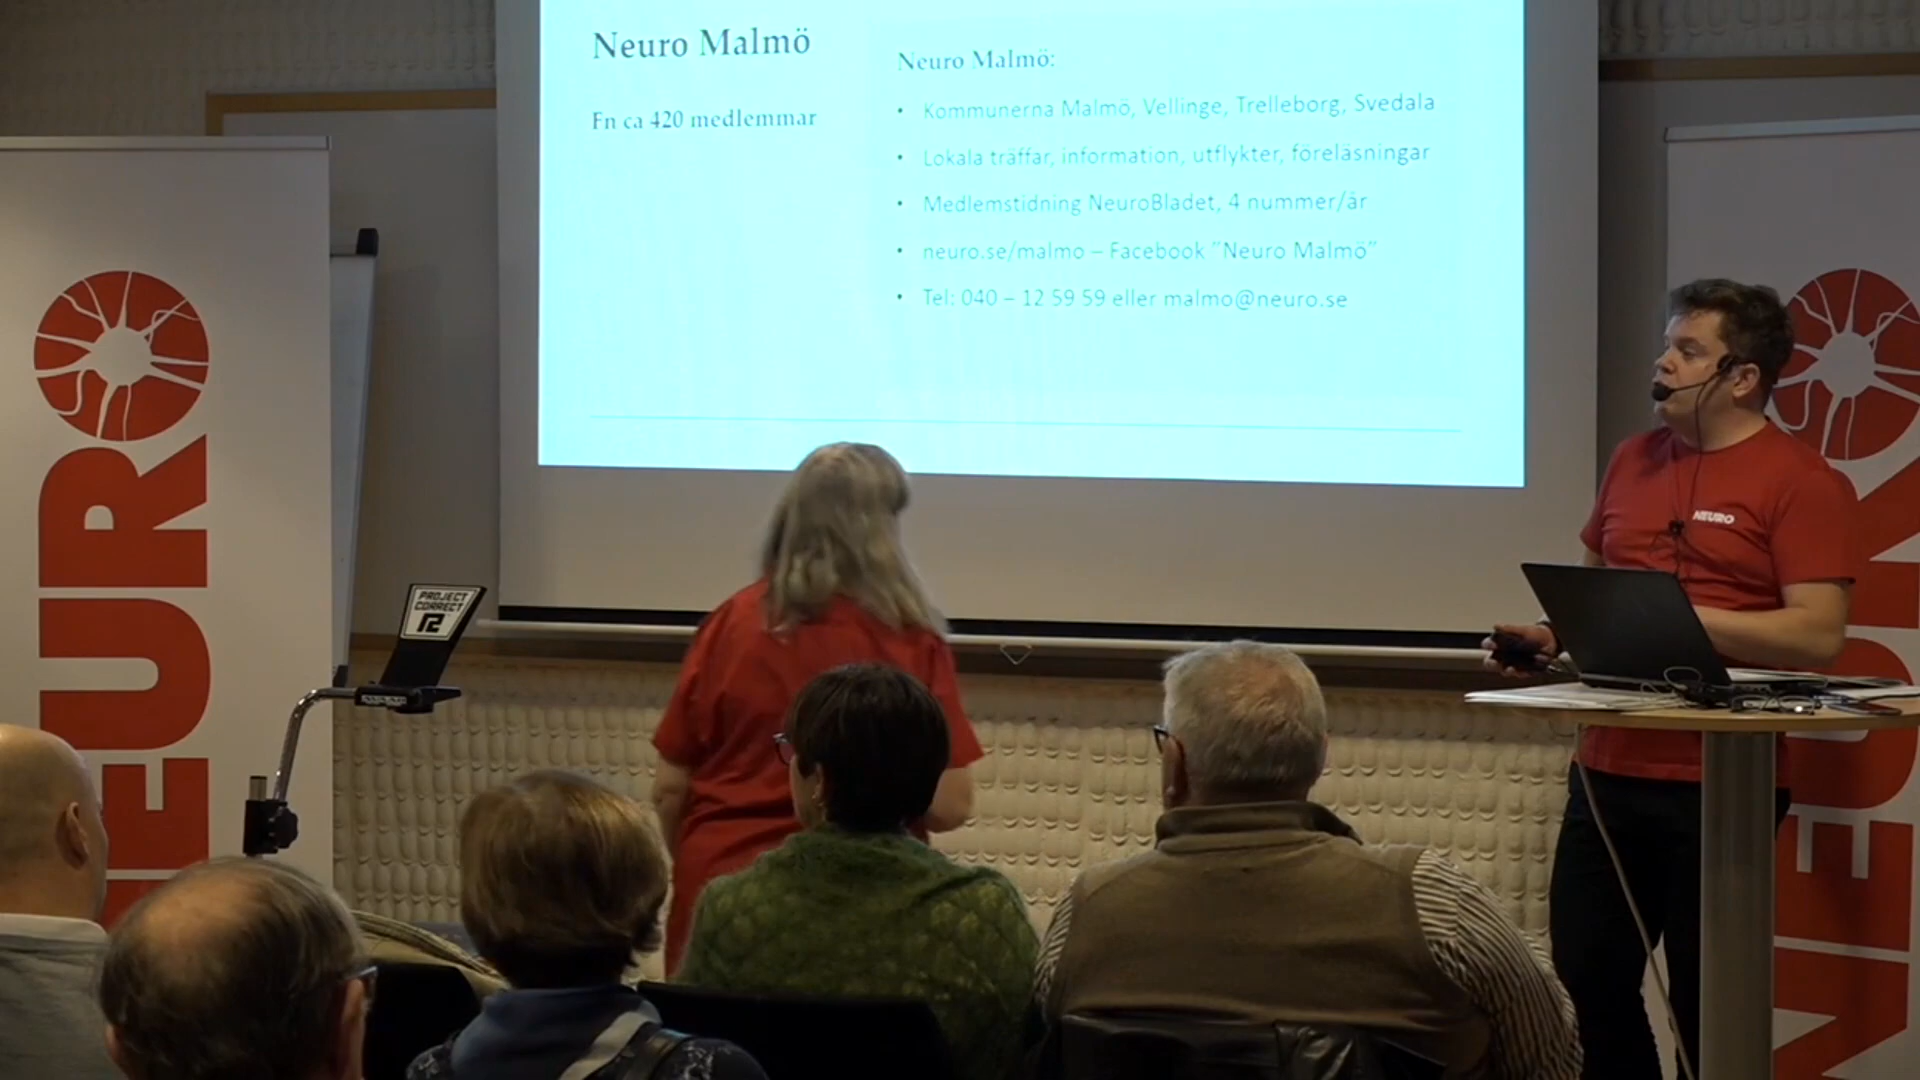 Neuro Malmö
En ca 420 medlemmar
Neuro Malmö:
• Kommunerna Malmö, Vellinge, Trelleborg, Svedala
• Lokala träffar, information, utflykter, föreläsningar
• Medlemstidning NeuroBladet, 4 nummer/år
• neuro.se/malmo – Facebook ”Neuro Malmö”
• Tel: 040 – 12 59 59 eller malmo@neuro.se
NEURO
PROJECT
CORRECT
NEURO
NEURO